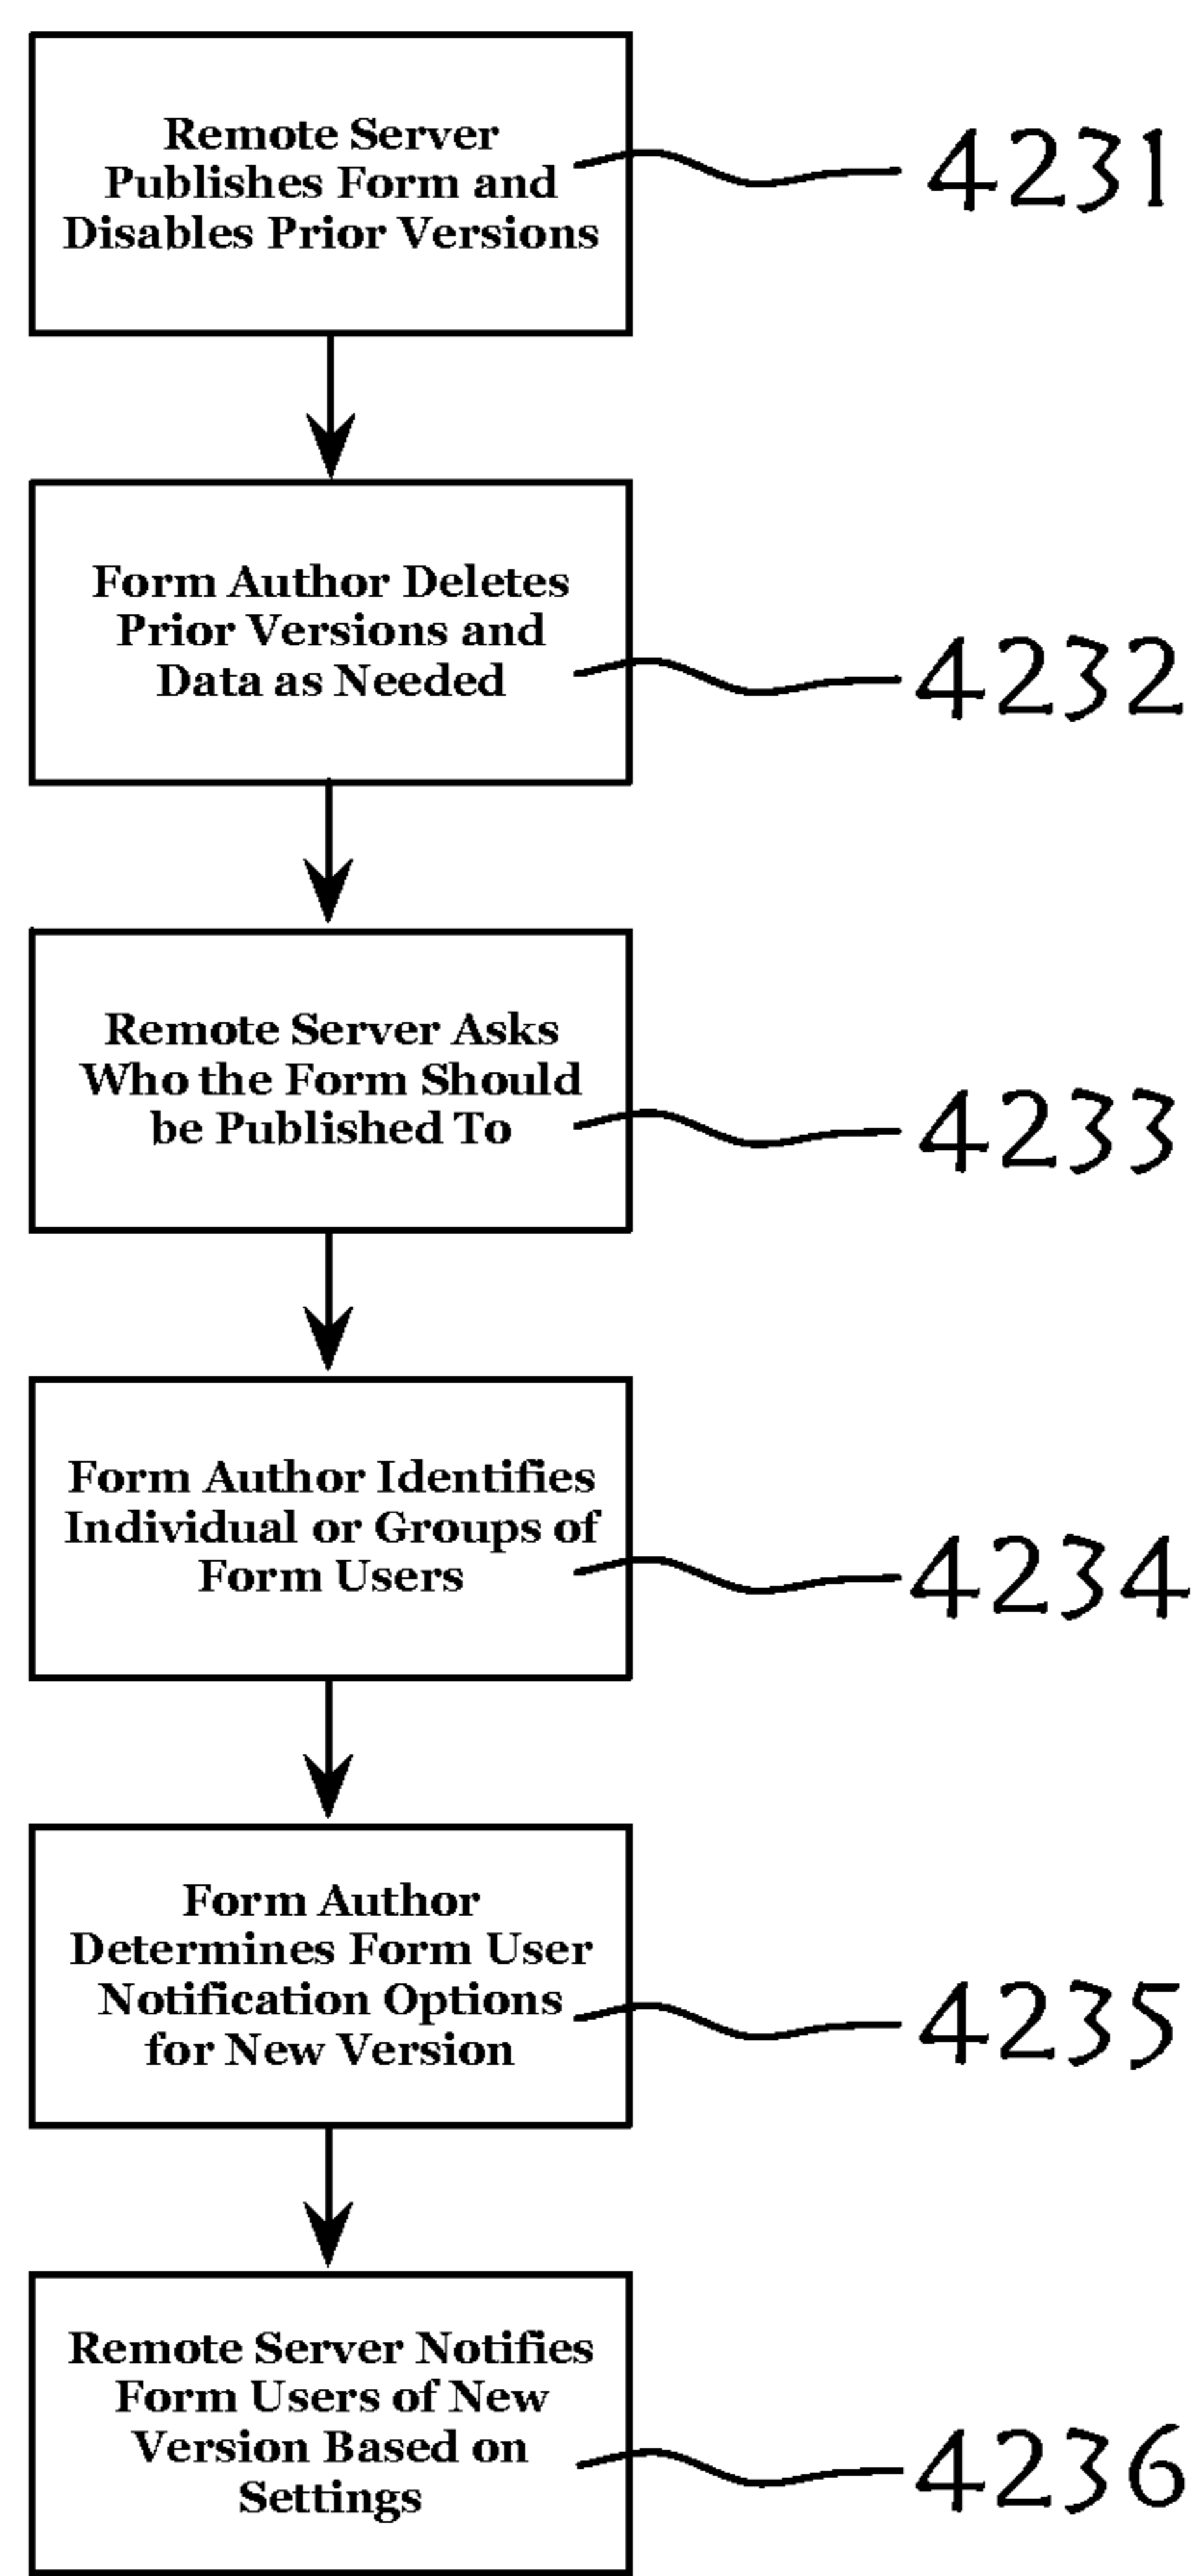 Remote Server
Publishes Form and
Disables Prior Versions
4231
Form Author Deletes
Prior Versions and
Data as Needed
4232
Remote Server Asks
Who the Form Should
be Published To
4233
Form Author Identifies
Individual or Groups of
Form Users
4234
Form Author
Determines Form User
Notification Options
for New Version
4235
Remote Server Notifies
Form Users of New
Version Based on
Settings
4236